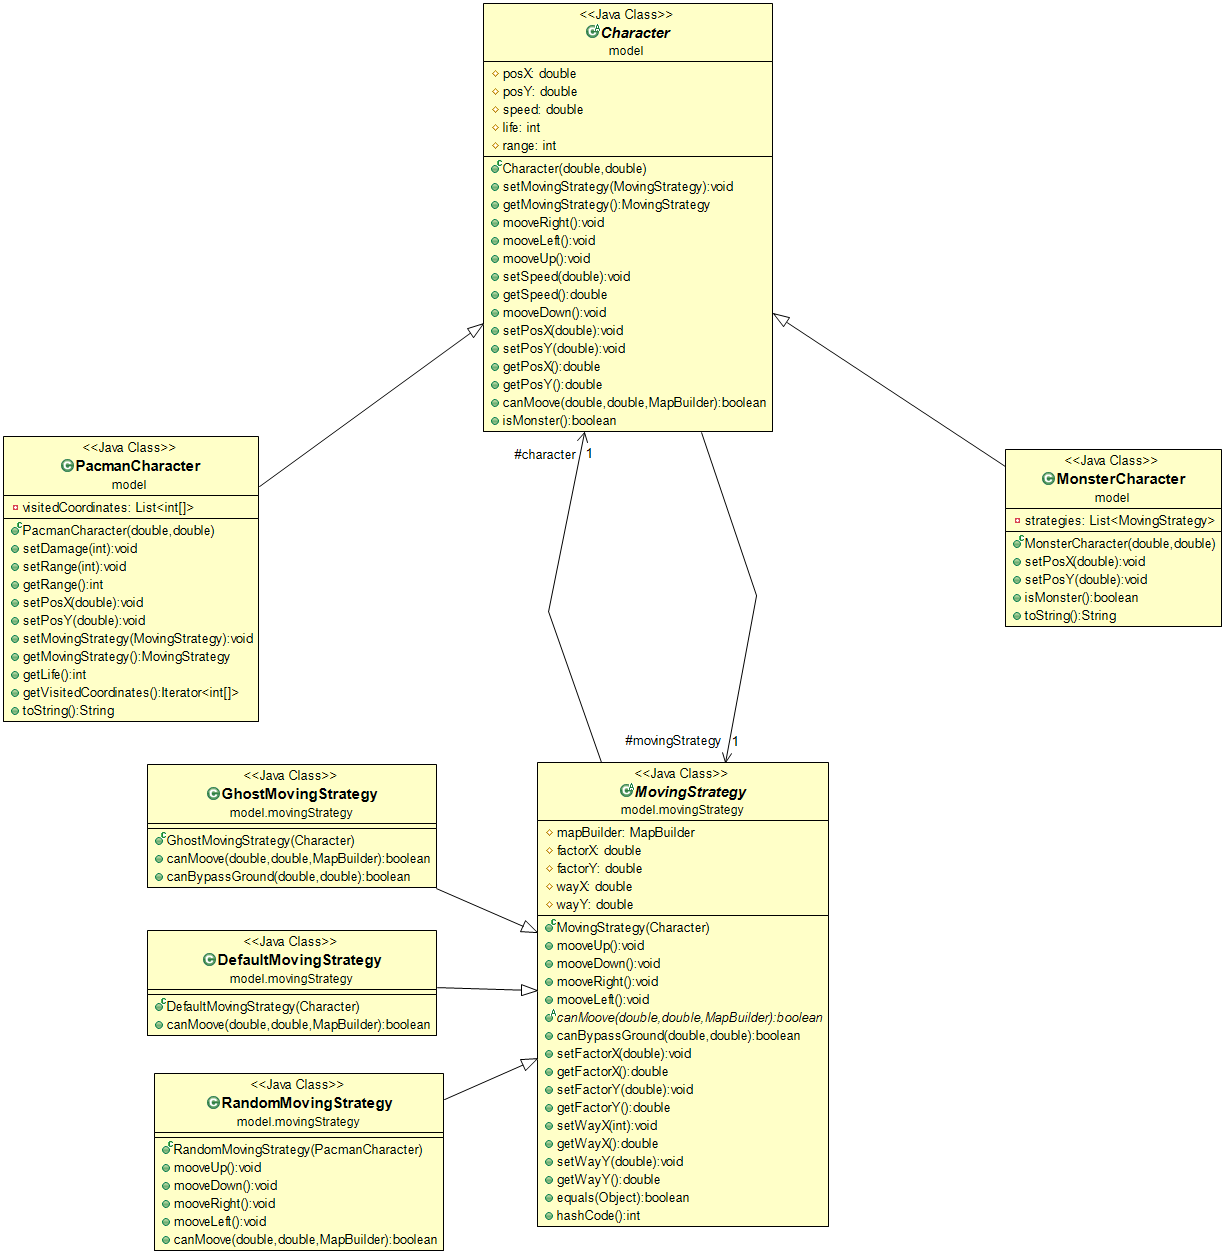 <<Java Class>>
Character
model
posX: double
posY: double
speed: double
life: int
range: int
Character(double,double)
setMovingStrategy(MovingStrategy):void
getMovingStrategy():MovingStrategy
mooveRight():void
mooveLeft():void
mooveUp():void
setSpeed(double):void
getSpeed():double
mooveDown():void
setPosX(double):void
setPosY(double):void
getPosX():double
getPosY():double
canMoove(double,double,MapBuilder):boolean
isMonster():boolean
#character 1
<<Java Class>>
PacmanCharacter
model
visitedCoordinates: List<int[]>
PacmanCharacter(double,double)
setDamage(int):void
setRange(int):void
getRange():int
setPosX(double):void
setPosY(double):void
setMovingStrategy(MovingStrategy):void
getMovingStrategy():MovingStrategy
getLife():int
getVisitedCoordinates():Iterator<int[]>
toString():String
<<Java Class>>
MonsterCharacter
model
strategies: List<MovingStrategy>
MonsterCharacter(double,double)
setPosX(double):void
setPosY(double):void
isMonster():boolean
toString():String
#movingStrategy 1
<<Java Class>>
GhostMovingStrategy
model.movingStrategy
GhostMovingStrategy(Character)
canMoove(double,double,MapBuilder):boolean
canBypassGround(double,double):boolean
<<Java Class>>
DefaultMovingStrategy
model.movingStrategy
DefaultMovingStrategy(Character)
canMoove(double,double,MapBuilder):boolean
<<Java Class>>
RandomMovingStrategy
model.movingStrategy
RandomMovingStrategy(PacmanCharacter)
mooveUp():void
mooveDown():void
mooveRight():void
mooveLeft():void
canMoove(double,double,MapBuilder):boolean
<<Java Class>>
MovingStrategy
model.movingStrategy
mapBuilder: MapBuilder
factorX: double
factorY: double
wayX: double
wayY: double
MovingStrategy(Character)
mooveUp():void
mooveDown():void
mooveRight():void
mooveLeft():void
canMoove(double,double,MapBuilder):boolean
canBypassGround(double,double):boolean
setFactorX(double):void
getFactorX():double
setFactorY(double):void
getFactorY():double
setWayX(int):void
getWayX():double
setWayY(double):void
getWayY():double
equals(Object):boolean
hashCode():int